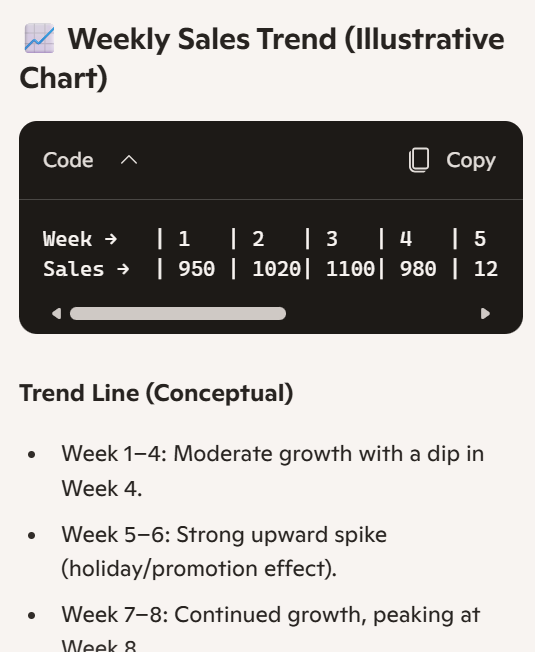 📈 Weekly Sales Trend (Illustrative
Chart)
Code Copy
Week → | 1 | 2 | 3 | 4 | 5
Sales → | 950 | 1020| 1100| 980 | 12
Trend Line (Conceptual)
• Week 1–4: Moderate growth with a dip in
Week 4.
• Week 5–6: Strong upward spike
(holiday/promotion effect).
• Week 7–8: Continued growth, peaking at
Week 8